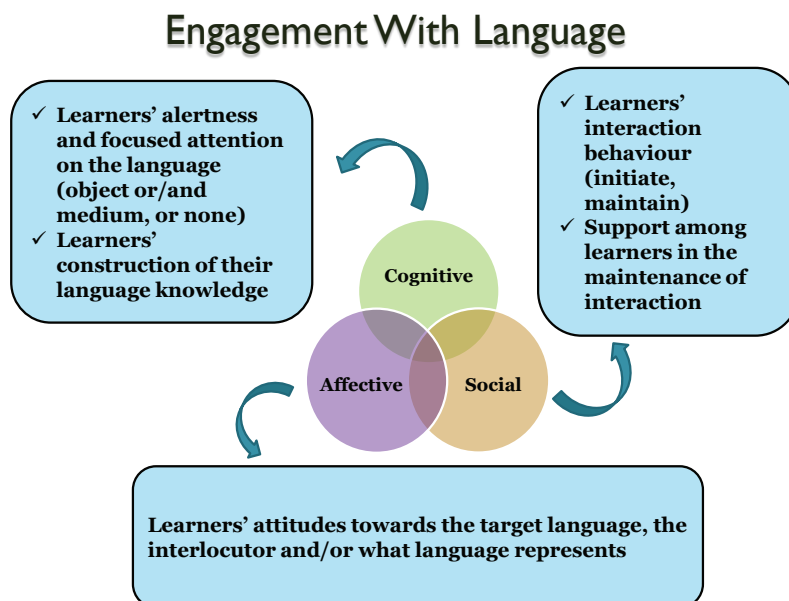 Engagement With Language
✓ Learners’ alertness
and focused attention
on the language
(object or/and
medium, or none)
✓ Learners’
construction of their
language knowledge
✓ Learners’
interaction
behaviour
(initiate,
maintain)
✓ Support among
learners in the
maintenance of
interaction
Cognitive
Affective
Social
Learners’ attitudes towards the target language, the
interlocutor and/or what language represents